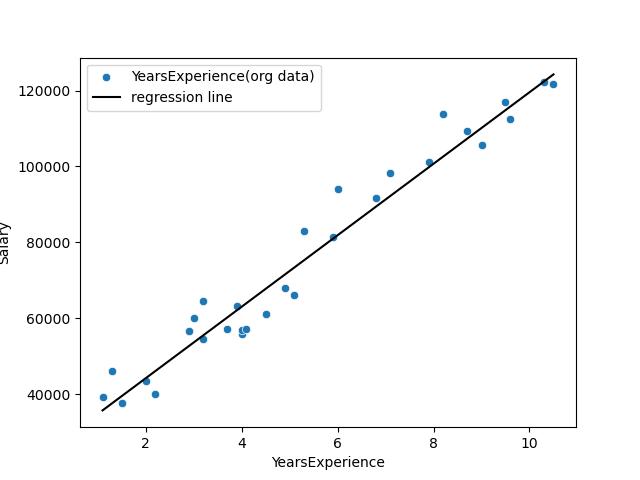 YearsExperience(org data)
regression line
120000
100000
80000
60000
40000
Salary
2
4
6
8
10
YearsExperience